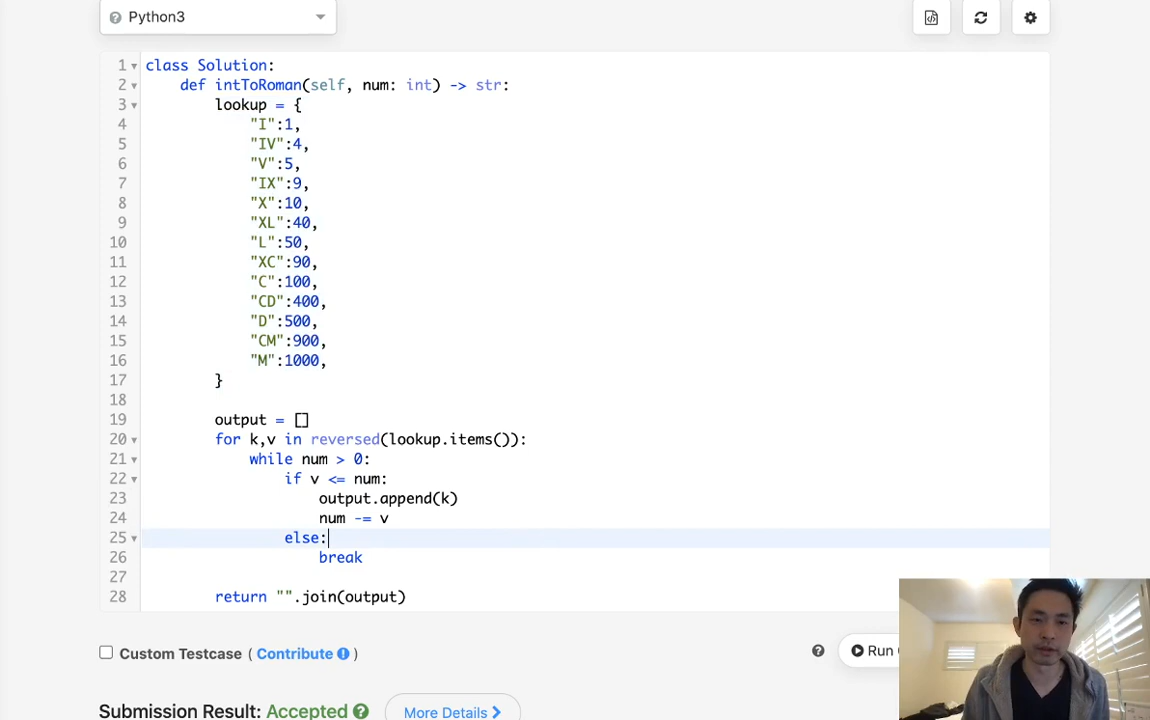 Python3
1 class Solution:
2 def intToRoman(self, num: int) -> str:
3 lookup = {
4 "I":1,
5 "IV":4,
6 "V":5,
7 "IX":9,
8 "X":10,
9 "XL":40,
10 "L":50,
11 "XC":90,
12 "C":100,
13 "CD":400,
14 "D":500,
15 "CM":900,
16 "M":1000,
17 }
18
19 output = []
20 for k,v in reversed(lookup.items()):
21 while num > 0:
22 if v <= num:
23 output.append(k)
24 num -= v
25 else:
26 break
27
28 return "".join(output)
Custom Testcase ( Contribute )
Run
Submission Result: Accepted
More Details